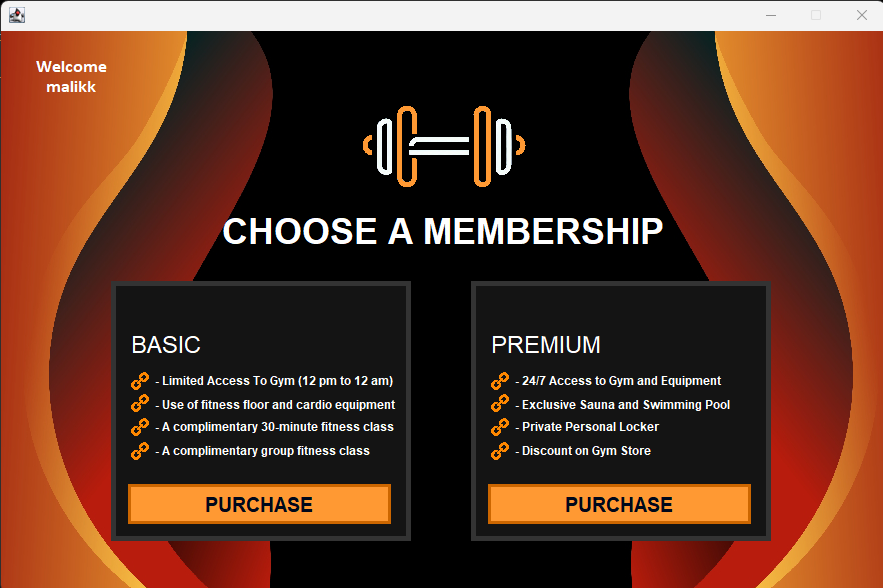 Welcome
malikk
CHOOSE A MEMBERSHIP
BASIC
- Limited Access To Gym (12 pm to 12 am)
- Use of fitness floor and cardio equipment
- A complimentary 30-minute fitness class
- A complimentary group fitness class
PURCHASE
PREMIUM
- 24/7 Access to Gym and Equipment
- Exclusive Sauna and Swimming Pool
- Private Personal Locker
- Discount on Gym Store
PURCHASE